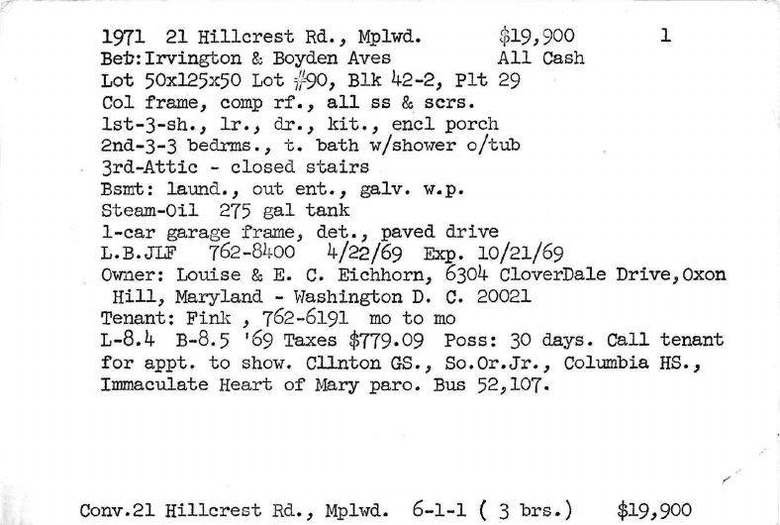 1971 21 Hillcrest Rd., Mplwd. $19,900 1
Bet:Irvington & Boyden Aves All Cash
Lot 50x125x50 Lot #90, Blk 42-2, Plt 29
Col frame, comp rf., all ss & scrs.
1st-3-sh., lr., dr., kit., encl porch
2nd-3-3 bedrms., t. bath w/shower o/tub
3rd-Attic - closed stairs
Bsmt: laund., out ent., galv. w.p.
Steam-Oil 275 gal tank
1-car garage frame, det., paved drive
L.B.JLF 762-8400 4/22/69 Exp. 10/21/69
Owner: Louise & E. C. Eichhorn, 6304 CloverDale Drive,Oxon
Hill, Maryland - Washington D. C. 20021
Tenant: Fink , 762-6191 mo to mo
L-8.4 B-8.5 '69 Taxes $779.09 Poss: 30 days. Call tenant
for appt. to show. Cllnton GS., So.Or.Jr., Columbia HS.,
Immaculate Heart of Mary paro. Bus 52,107.
Conv.21 Hillcrest Rd., Mplwd. 6-1-1 ( 3 brs.) $19,900